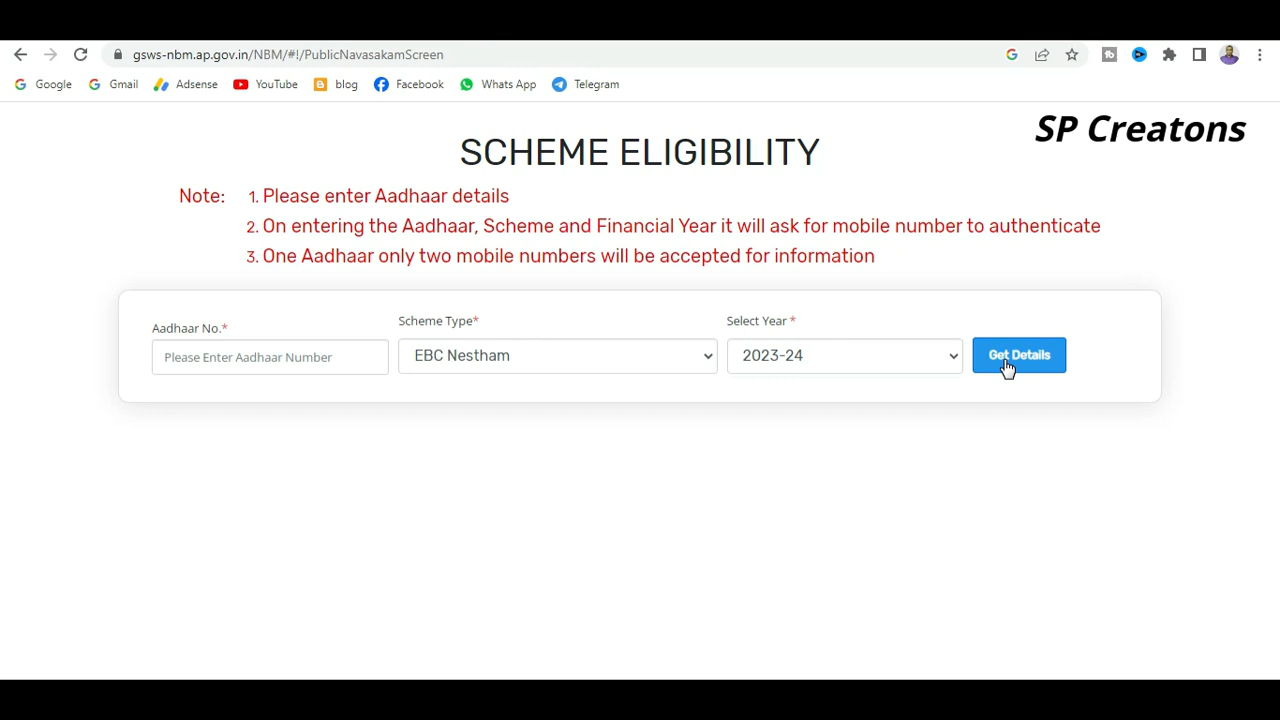 gsws-nbm.ap.gov.in/NBM/#!/PublicNavasakamScreen
Google Gmail Adsense YouTube blog Facebook Whats App Telegram
SP Creatons
SCHEME ELIGIBILITY
Note: 1. Please enter Aadhaar details
2. On entering the Aadhaar, Scheme and Financial Year it will ask for mobile number to authenticate
3. One Aadhaar only two mobile numbers will be accepted for information
Aadhaar No.* Scheme Type* Select Year *
Please Enter Aadhaar Number EBC Nestham 2023-24 Get Details